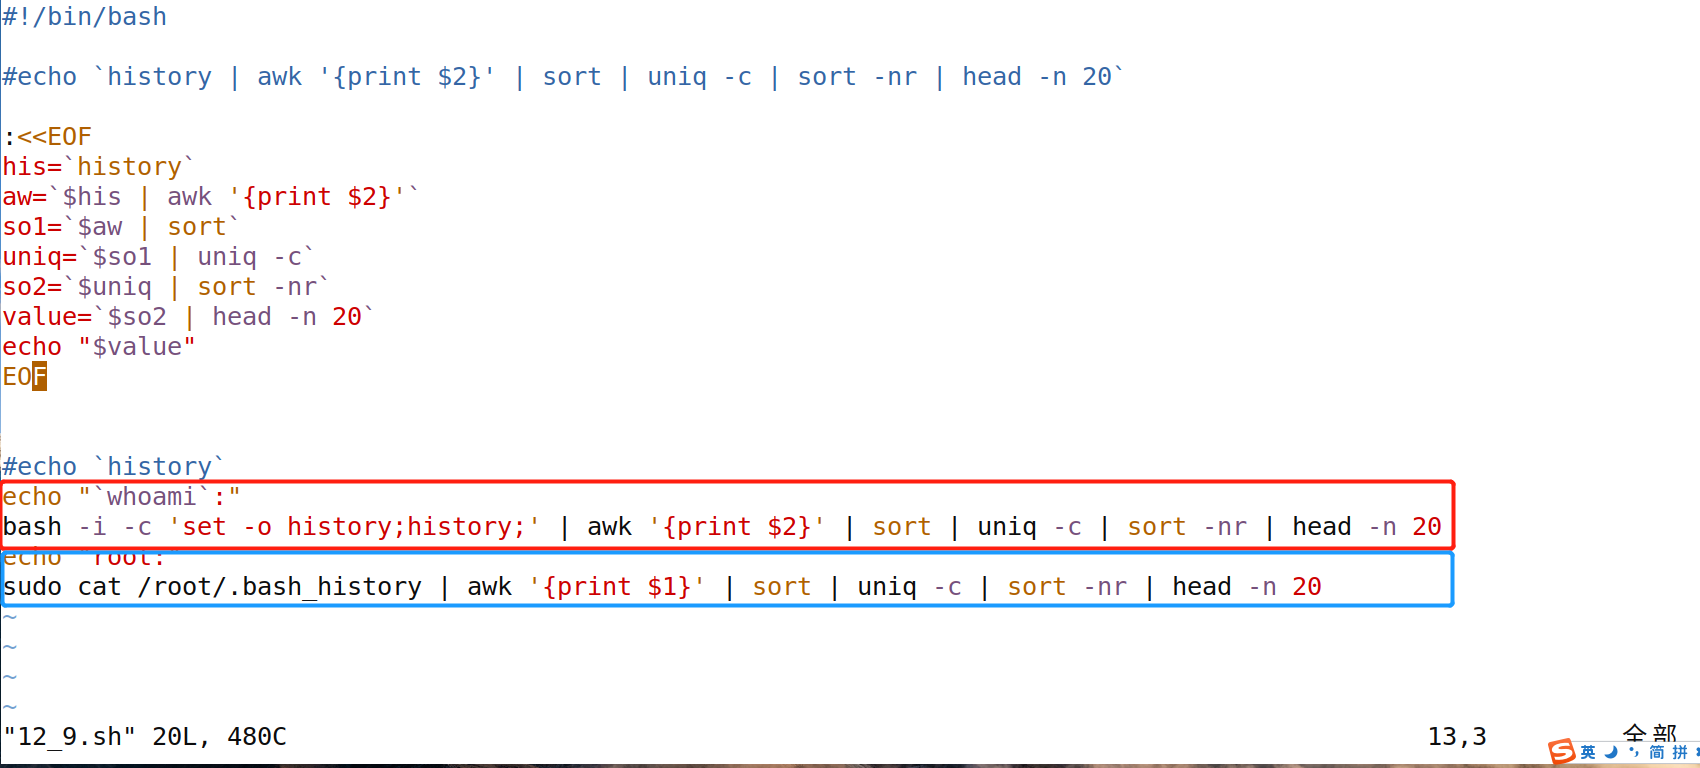 #!/bin/bash
#echo `history | awk '{print $2}' | sort | uniq -c | sort -nr | head -n 20`
:<<EOF
his=`history`
aw=`$his | awk '{print $2}'`
so1=`$aw | sort`
uniq=`$so1 | uniq -c`
so2=`$uniq | sort -nr`
value=`$so2 | head -n 20`
echo "$value"
EOF
#echo `history`
echo "`whoami`:"
bash -i -c 'set -o history;history;' | awk '{print $2}' | sort | uniq -c | sort -nr | head -n 20
echo "root:"
sudo cat /root/.bash_history | awk '{print $1}' | sort | uniq -c | sort -nr | head -n 20
~
~
~
~
"12_9.sh" 20L, 480C 13,3 全部
S 英 简 拼